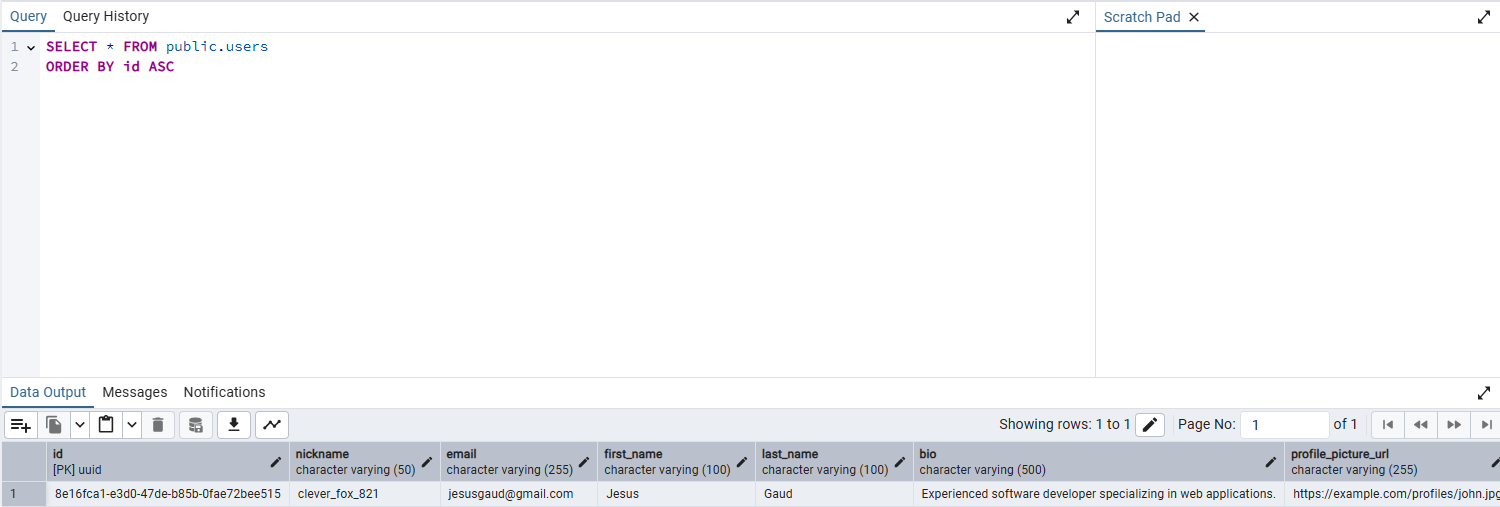 Query Query History
Scratch Pad
1 SELECT * FROM public.users
2 ORDER BY id ASC
Data Output Messages Notifications
Showing rows: 1 to 1 Page No: 1 of 1
id nickname email first_name last_name bio profile_picture_url
[PK] uuid character varying (50) character varying (255) character varying (100) character varying (100) character varying (500) character varying (255)
1 8e16fca1-e3d0-47de-b85b-0fae72bee515 clever_fox_821 jesusgaud@gmail.com Jesus Gaud Experienced software developer specializing in web applications. https://example.com/profiles/john.jpg